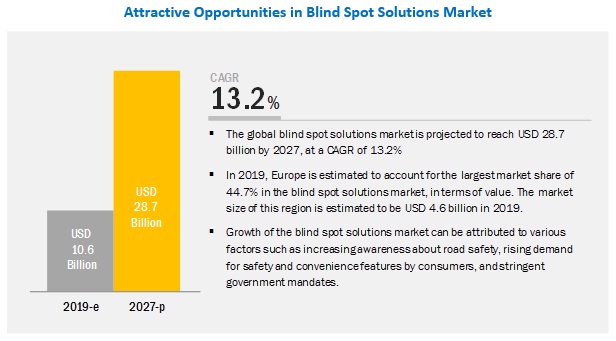 Attractive Opportunities in Blind Spot Solutions Market
CAGR
13.2%
▪ The global blind spot solutions market is projected to reach USD 28.7
billion by 2027, at a CAGR of 13.2%
▪ In 2019, Europe is estimated to account for the largest market share of
44.7% in the blind spot solutions market, in terms of value. The market
size of this region is estimated to be USD 4.6 billion in 2019.
▪ Growth of the blind spot solutions market can be attributed to various
factors such as increasing awareness about road safety, rising demand
for safety and convenience features by consumers, and stringent
government mandates.
USD
10.6
Billion
USD
28.7
Billion
2019-e
2027-p